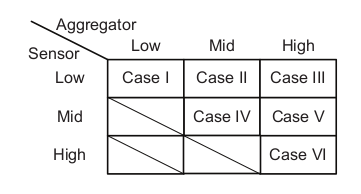 Aggregator
Sensor
Low Mid High
Low Case I Case II Case III
Mid Case IV Case V
High Case VI